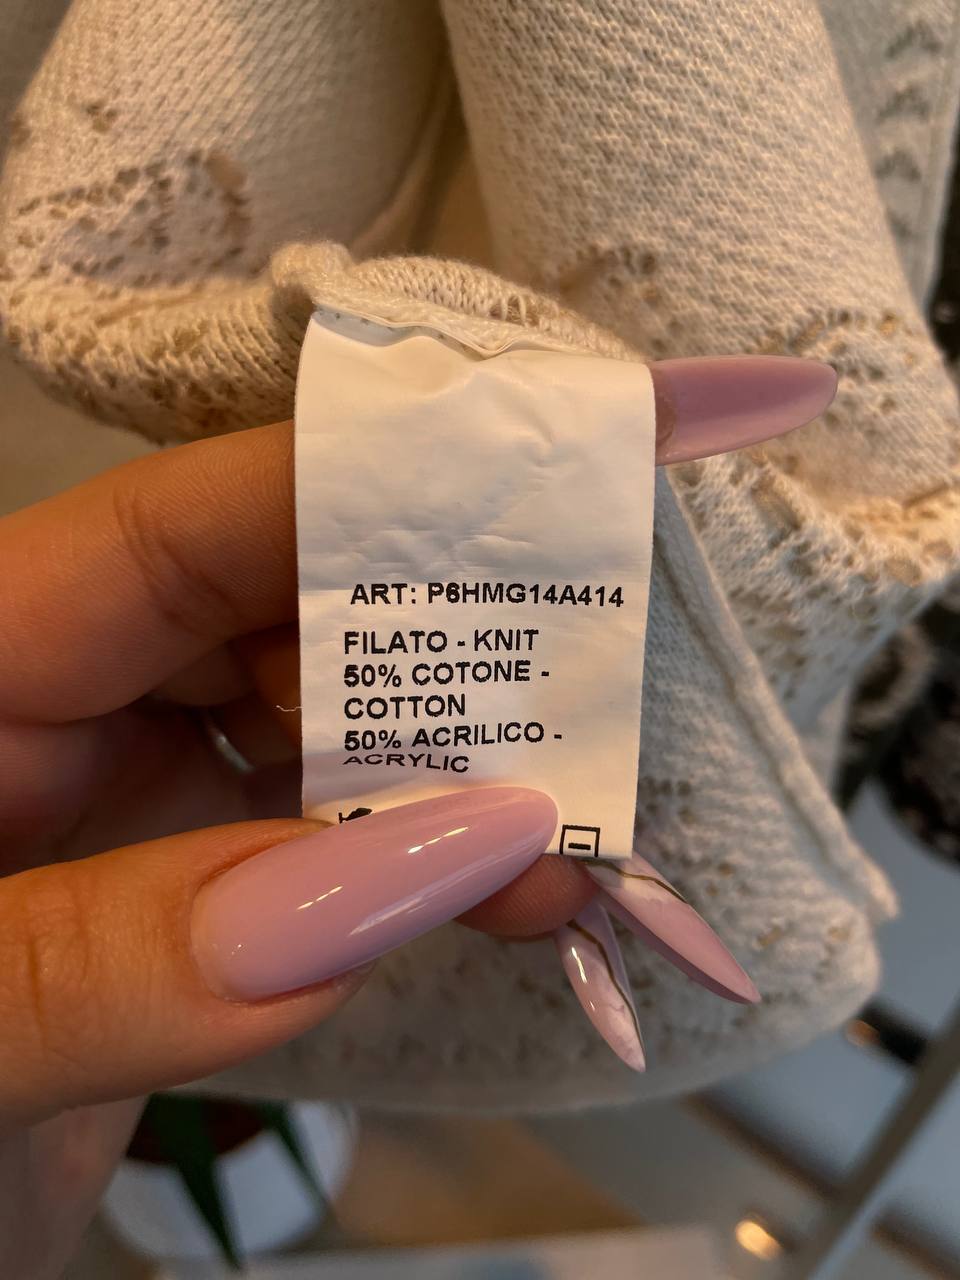 ART: P6HMG14A414
FILATO - KNIT
50% COTONE -
COTTON
50% ACRILICO -
ACRYLIC